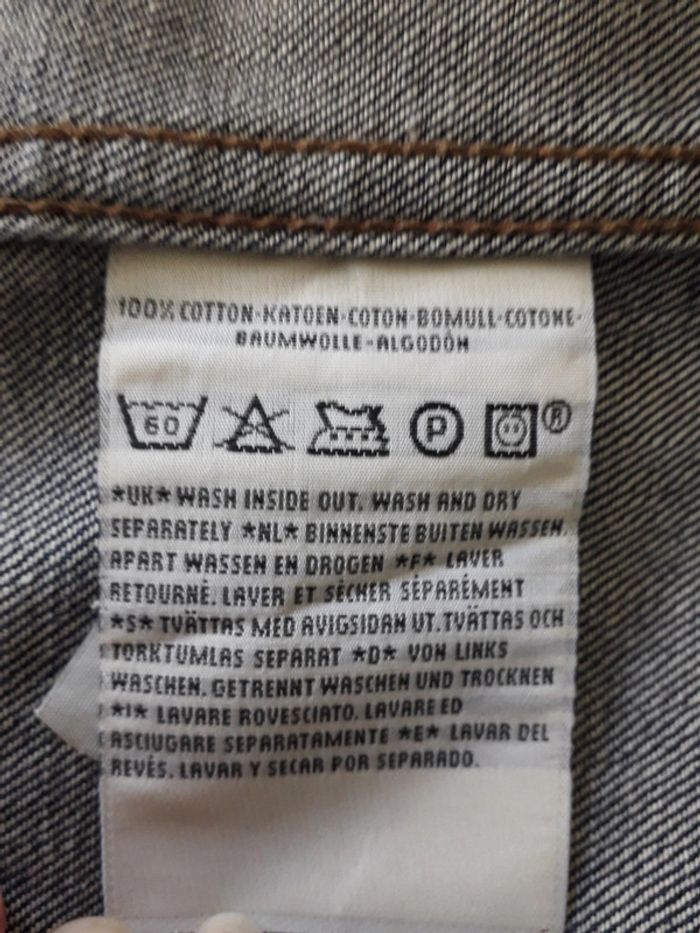 100% COTTON-KATOEN-COTON-BOMULL-COTONE-
BAUMWOLLE-ALGODÓN
60 P ®
*UK* WASH INSIDE OUT. WASH AND DRY
SEPARATELY *NL* BINNENSTE BUITEN WASSEN.
APART WASSEN EN DROGEN *F* LAVER
RETOURNÉ. LAVER ET SÉCHER SÉPARÉMENT
*S* TVÄTTAS MED AVIGSIDAN UT. TVÄTTAS OCH
TORKTUMLAS SEPARAT *D* VON LINKS
WASCHEN. GETRENNT WASCHEN UND TROCKNEN
*I* LAVARE ROVESCIATO. LAVARE ED
ASCIUGARE SEPARATAMENTE *E* LAVAR DEL
REVÉS. LAVAR Y SECAR POR SEPARADO.